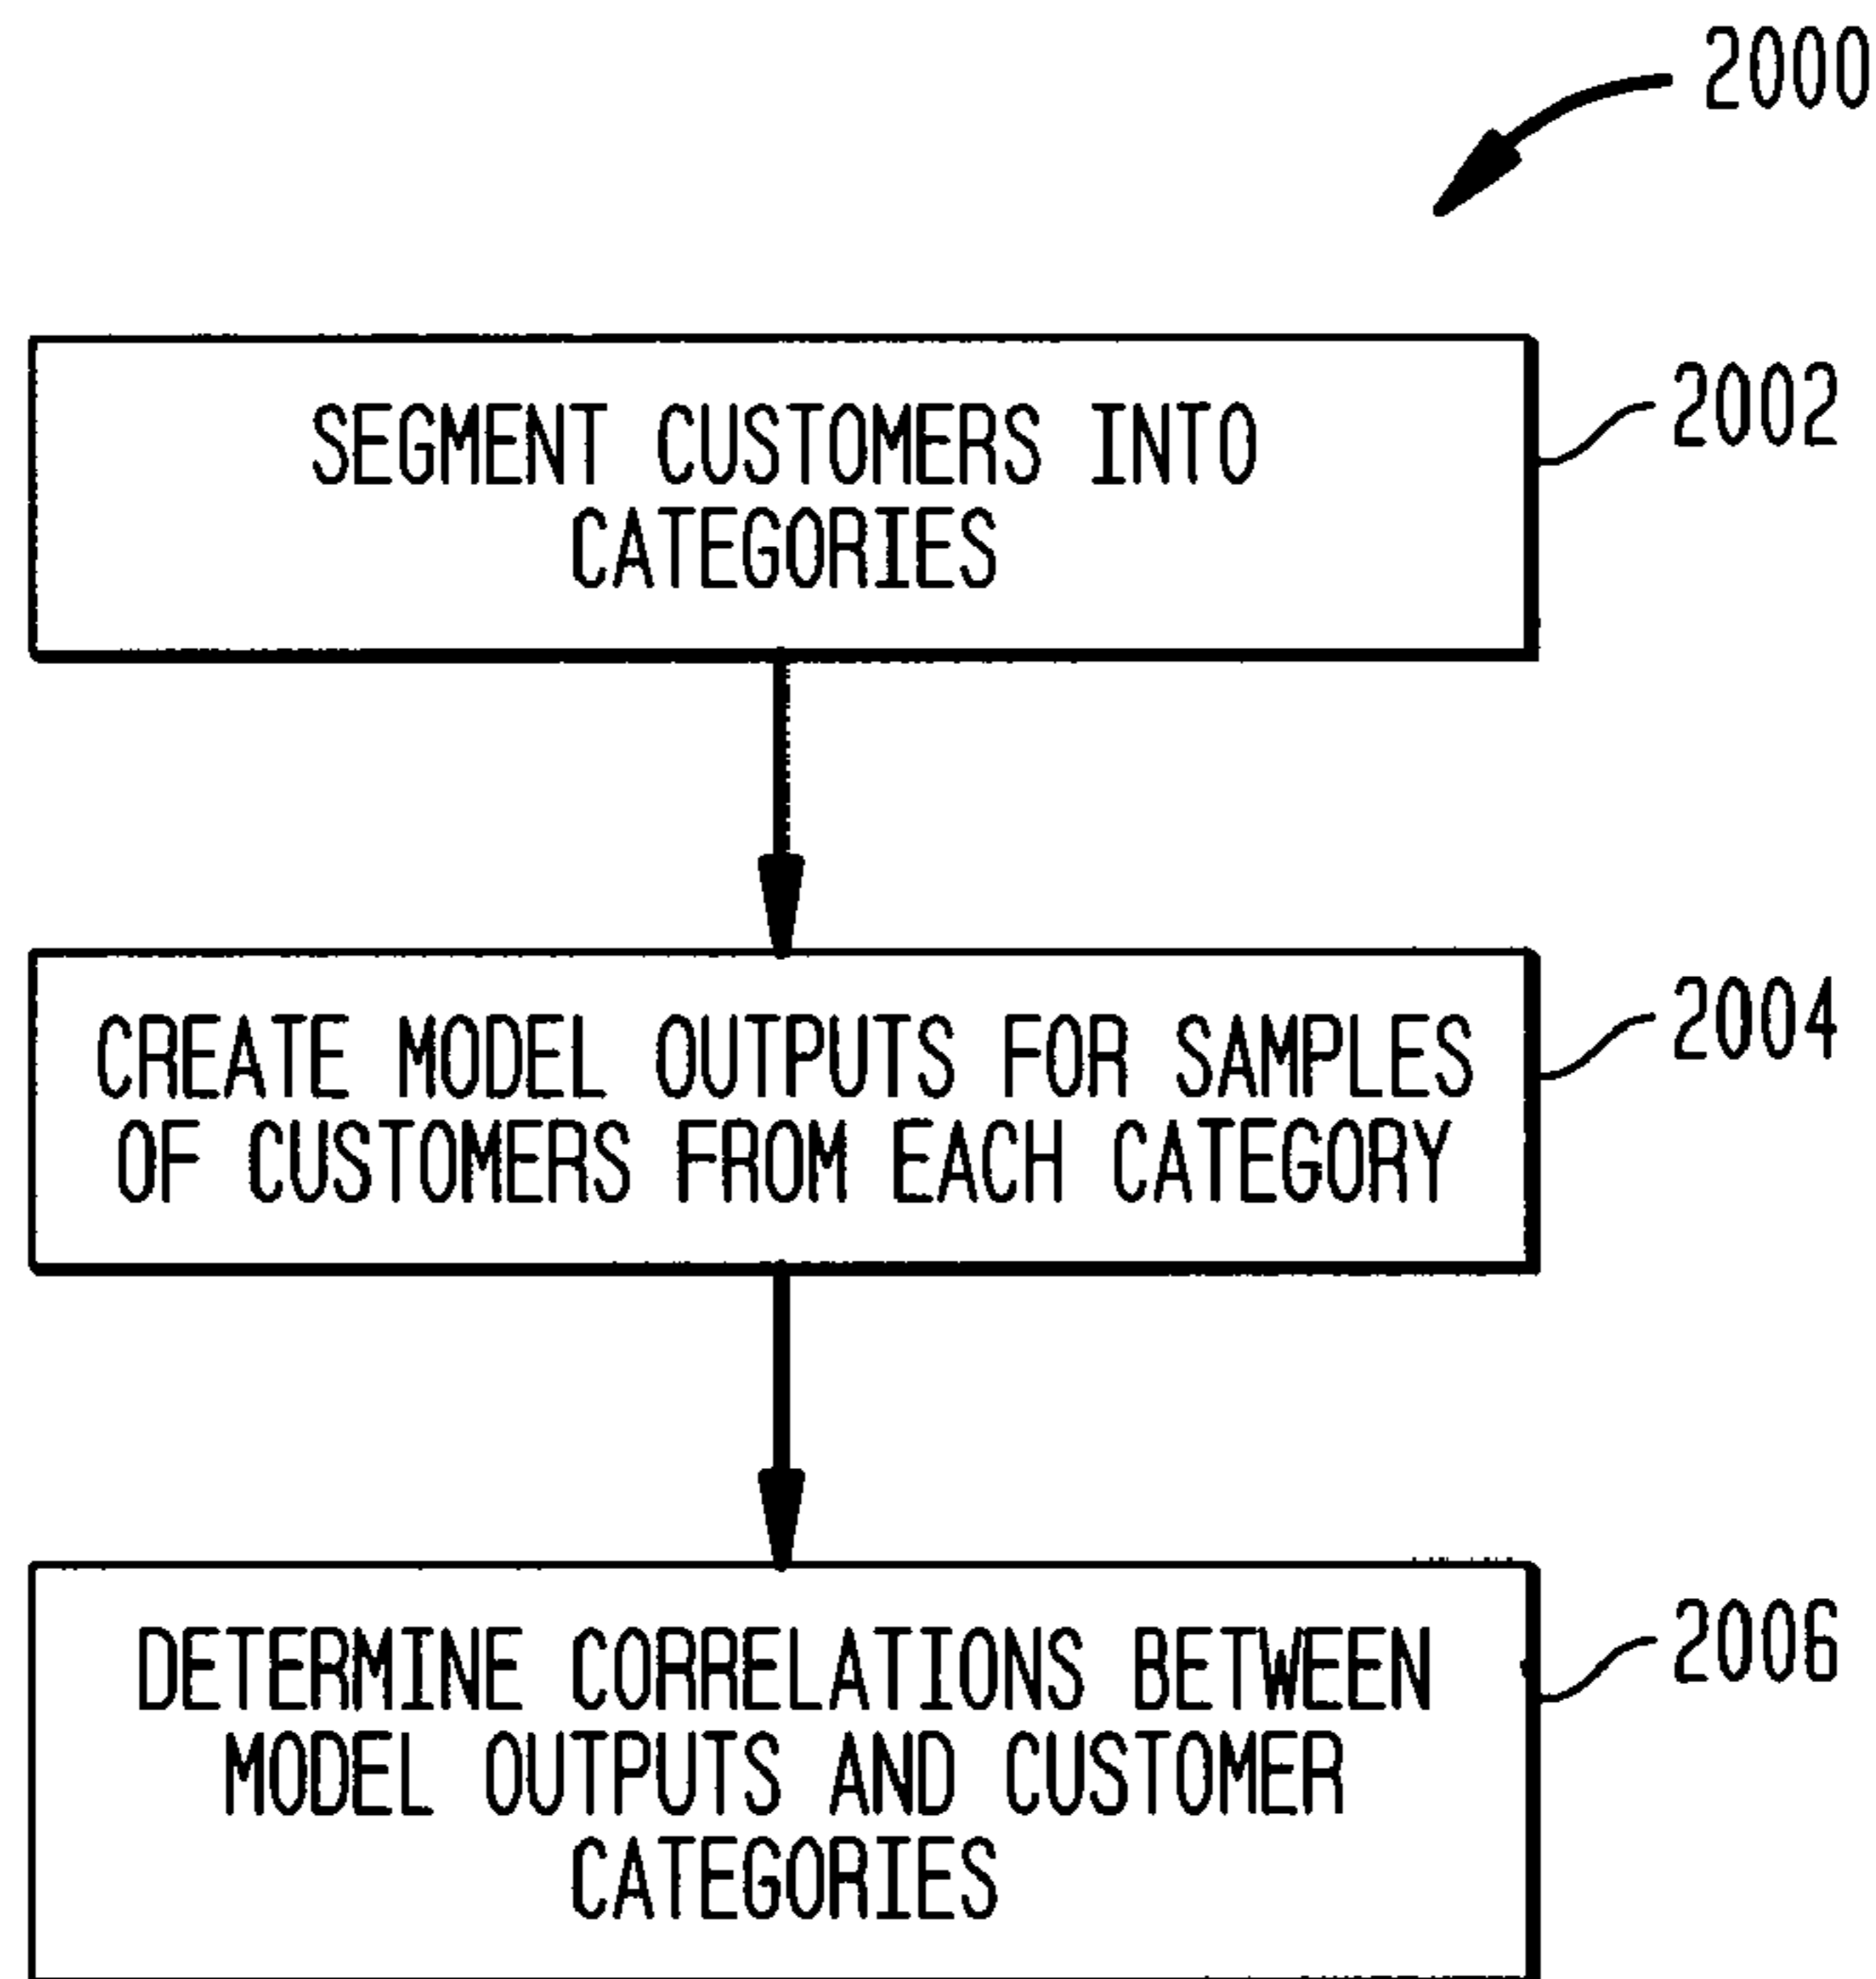 2000
SEGMENT CUSTOMERS INTO
CATEGORIES
2002
CREATE MODEL OUTPUTS FOR SAMPLES
OF CUSTOMERS FROM EACH CATEGORY
2004
DETERMINE CORRELATIONS BETWEEN
MODEL OUTPUTS AND CUSTOMER
CATEGORIES
2006